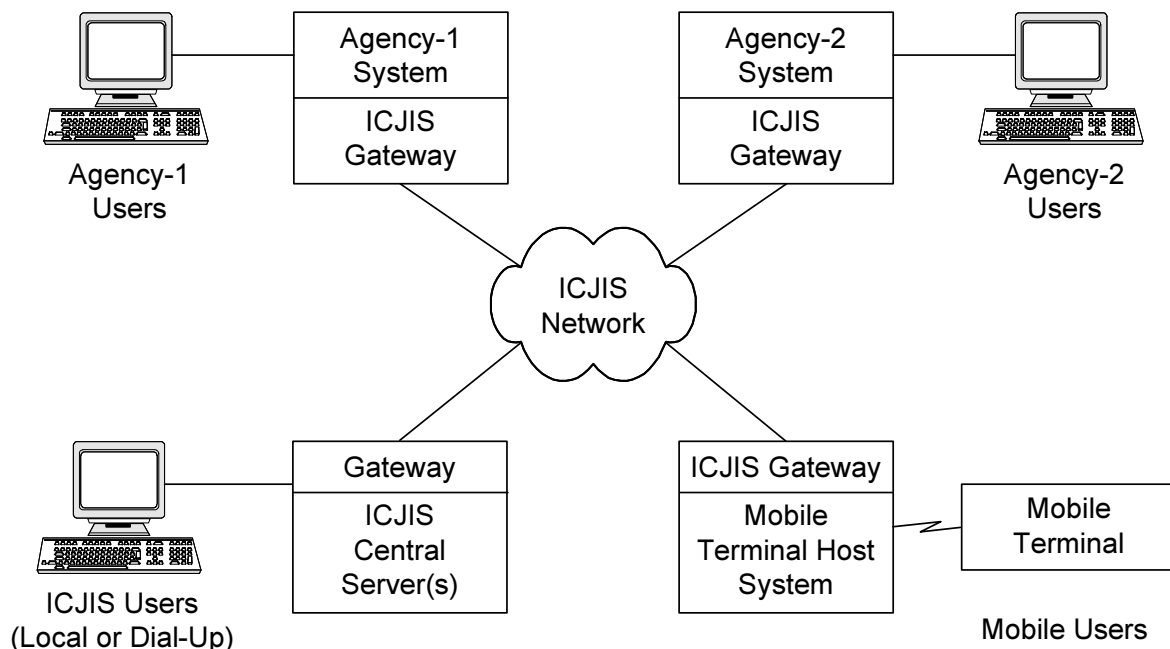 Agency-1
System
ICJIS
Gateway
Agency-1
Users
Agency-2
System
ICJIS
Gateway
Agency-2
Users
ICJIS
Network
Gateway
ICJIS
Central
Server(s)
ICJIS Users
(Local or Dial-Up)
ICJIS Gateway
Mobile
Terminal Host
System
Mobile
Terminal
Mobile Users